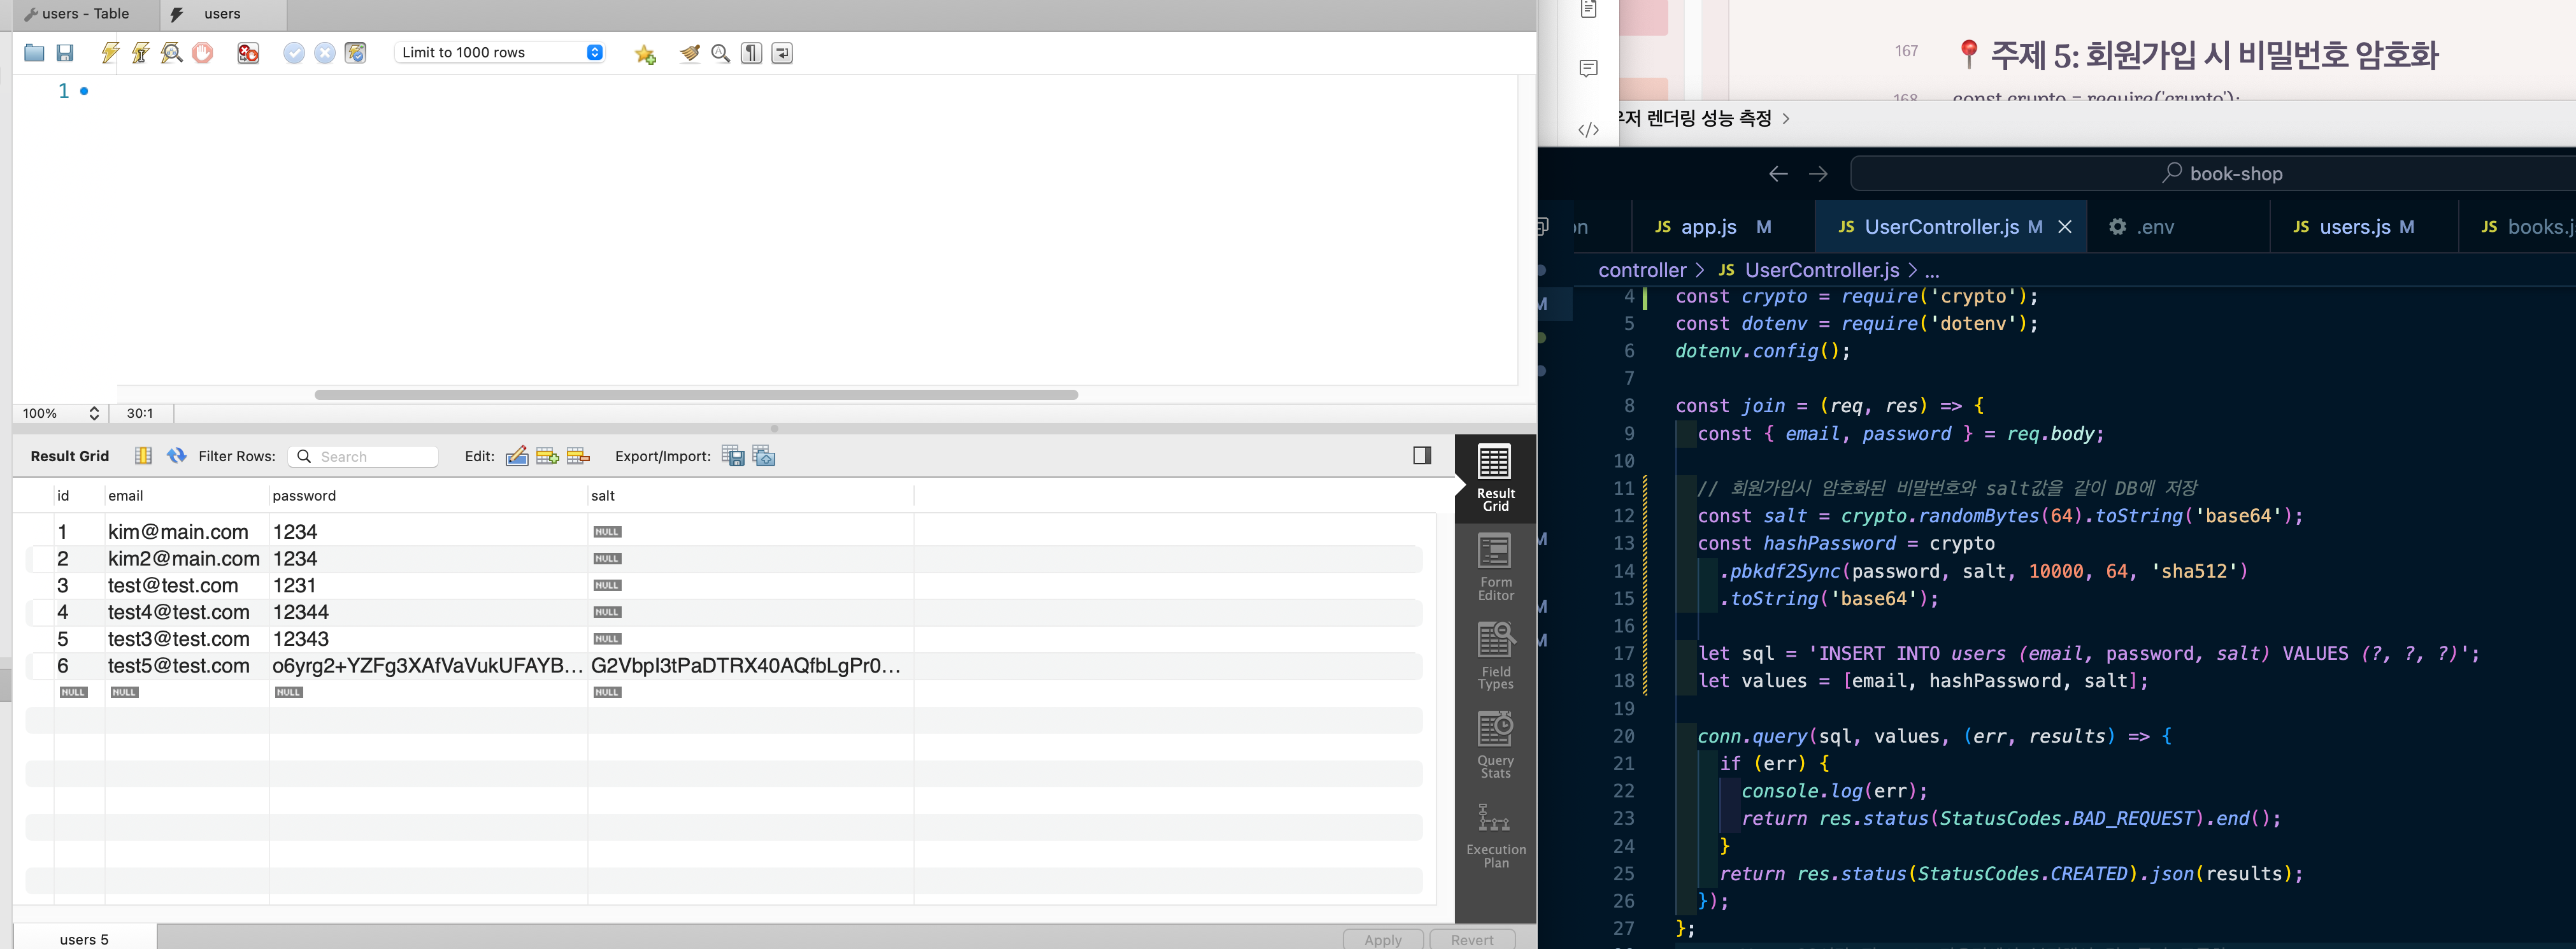 users - Table
users
Limit to 1000 rows
1
100%
30:1
Result Grid
Filter Rows:
Search
Edit:
Export/Import:
id email password salt
1 kim@main.com 1234 NULL
2 kim2@main.com 1234 NULL
3 test@test.com 1231 NULL
4 test4@test.com 12344 NULL
5 test3@test.com 12343 NULL
6 test5@test.com o6yrg2+YZFg3XAfVaVukUFAYB... G2VbpI3tPaDTRX40AQfbLgPr0...
NULL NULL NULL NULL
Result
Grid
Form
Editor
Field
Types
Query
Stats
Execution
Plan
users 5
Apply
Revert
167 📍 주제 5: 회원가입 시 비밀번호 암호화
168 const crypto = require('crypto');
우저 렌더링 성능 측정 >
book-shop
on
JS app.js M
JS UserController.js M
.env
JS users.js M
JS books.j
controller > JS UserController.js > ...
4 const crypto = require('crypto');
5 const dotenv = require('dotenv');
6 dotenv.config();
7
8 const join = (req, res) => {
9 const { email, password } = req.body;
10
11 // 회원가입시 암호화된 비밀번호와 salt값을 같이 DB에 저장
12 const salt = crypto.randomBytes(64).toString('base64');
13 const hashPassword = crypto
14 .pbkdf2Sync(password, salt, 10000, 64, 'sha512')
15 .toString('base64');
16
17 let sql = 'INSERT INTO users (email, password, salt) VALUES (?, ?, ?)';
18 let values = [email, hashPassword, salt];
19
20 conn.query(sql, values, (err, results) => {
21 if (err) {
22 console.log(err);
23 return res.status(StatusCodes.BAD_REQUEST).end();
24 }
25 return res.status(StatusCodes.CREATED).json(results);
26 });
27 };